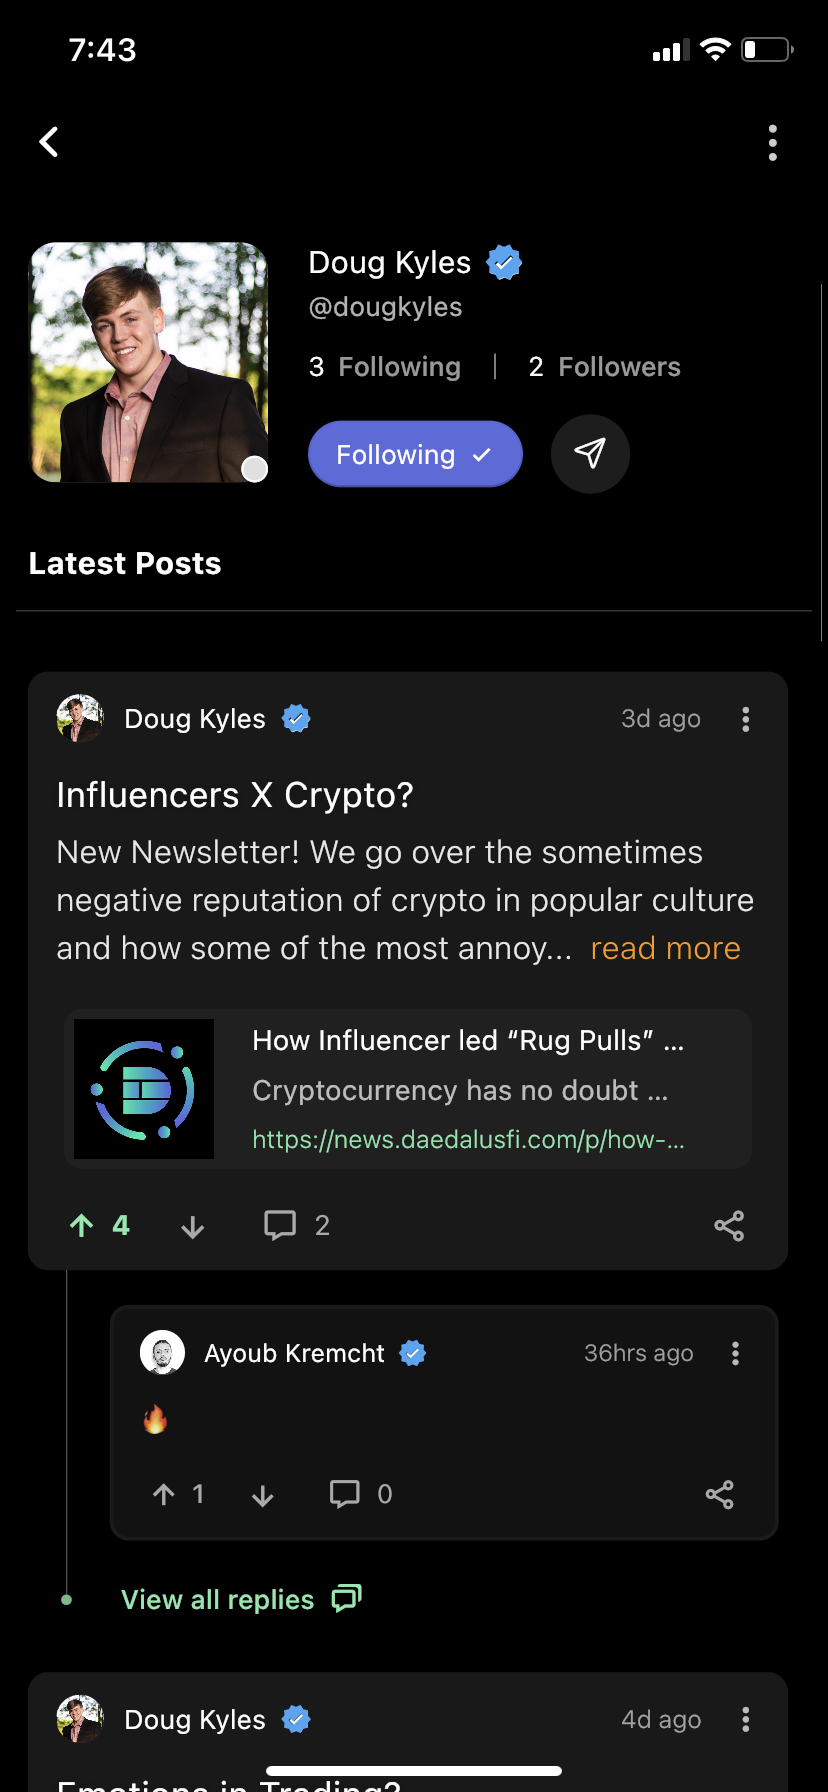 7:43
Doug Kyles
@dougkyles
3 Following | 2 Followers
Following
Latest Posts
Doug Kyles 3d ago
Influencers X Crypto?
New Newsletter! We go over the sometimes
negative reputation of crypto in popular culture
and how some of the most annoy... read more
How Influencer led “Rug Pulls” ...
Cryptocurrency has no doubt ...
https://news.daedalusfi.com/p/how-...
4 2
Ayoub Kremcht 36hrs ago
🔥
1 0
View all replies
Doug Kyles 4d ago
Emotions in Trading?